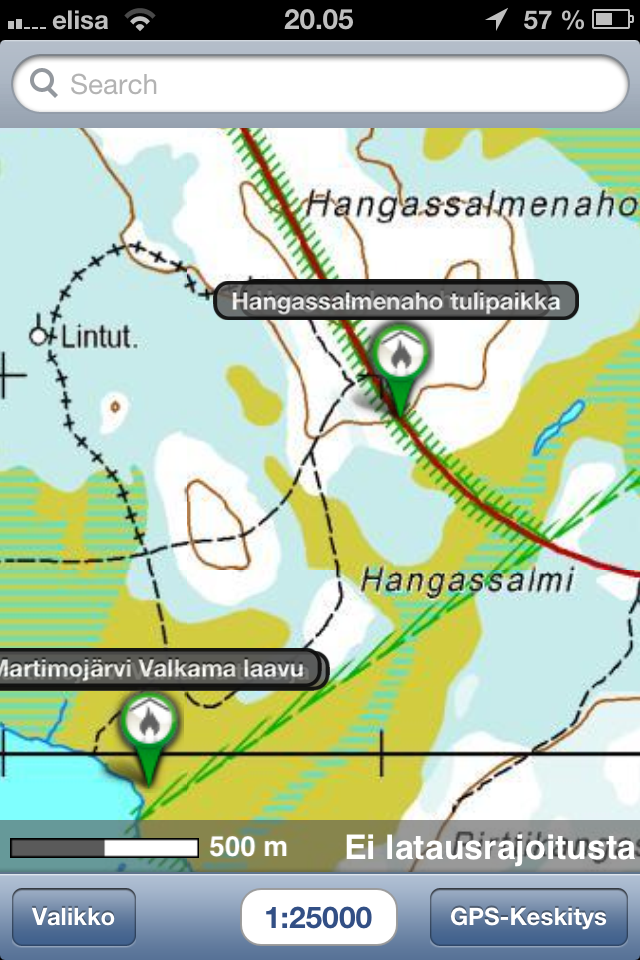 elisa 20.05 57 %
Search
Hangassalmenaho
Hangassalmenaho tulipaikka
Lintut.
Hangassalmi
Martimojärvi Valkama laavu
500 m Ei latausrajoitusta
Valikko 1:25000 GPS-Keskitys